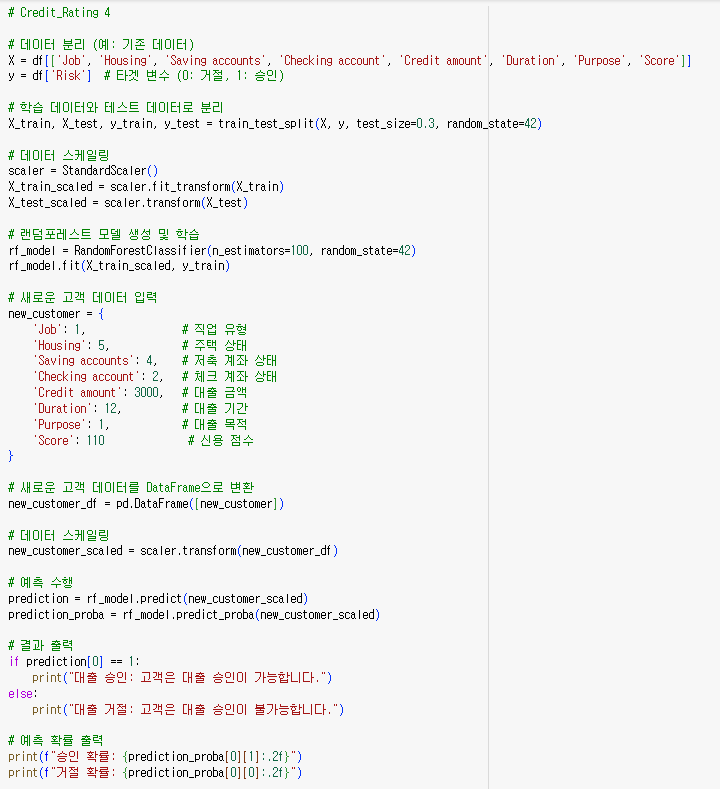 # Credit_Rating 4
# 데이터 분리 (예: 기존 데이터)
X = df[['Job', 'Housing', 'Saving accounts', 'Checking account', 'Credit amount', 'Duration', 'Purpose', 'Score']]
y = df['Risk']  # 타겟 변수 (0: 거절, 1: 승인)
# 학습 데이터와 테스트 데이터로 분리
X_train, X_test, y_train, y_test = train_test_split(X, y, test_size=0.3, random_state=42)
# 데이터 스케일링
scaler = StandardScaler()
X_train_scaled = scaler.fit_transform(X_train)
X_test_scaled = scaler.transform(X_test)
# 랜덤포레스트 모델 생성 및 학습
rf_model = RandomForestClassifier(n_estimators=100, random_state=42)
rf_model.fit(X_train_scaled, y_train)
# 새로운 고객 데이터 입력
new_customer = {
    'Job': 1,                # 직업 유형
    'Housing': 5,            # 주택 상태
    'Saving accounts': 4,    # 저축 계좌 상태
    'Checking account': 2,   # 체크 계좌 상태
    'Credit amount': 3000,   # 대출 금액
    'Duration': 12,          # 대출 기간
    'Purpose': 1,            # 대출 목적
    'Score': 110              # 신용 점수
}
# 새로운 고객 데이터를 DataFrame으로 변환
new_customer_df = pd.DataFrame([new_customer])
# 데이터 스케일링
new_customer_scaled = scaler.transform(new_customer_df)
# 예측 수행
prediction = rf_model.predict(new_customer_scaled)
prediction_proba = rf_model.predict_proba(new_customer_scaled)
# 결과 출력
if prediction[0] == 1:
    print("대출 승인: 고객은 대출 승인이 가능합니다.")
else:
    print("대출 거절: 고객은 대출 승인이 불가능합니다.")
# 예측 확률 출력
print(f"승인 확률: {prediction_proba[0][1]:.2f}")
print(f"거절 확률: {prediction_proba[0][0]:.2f}")